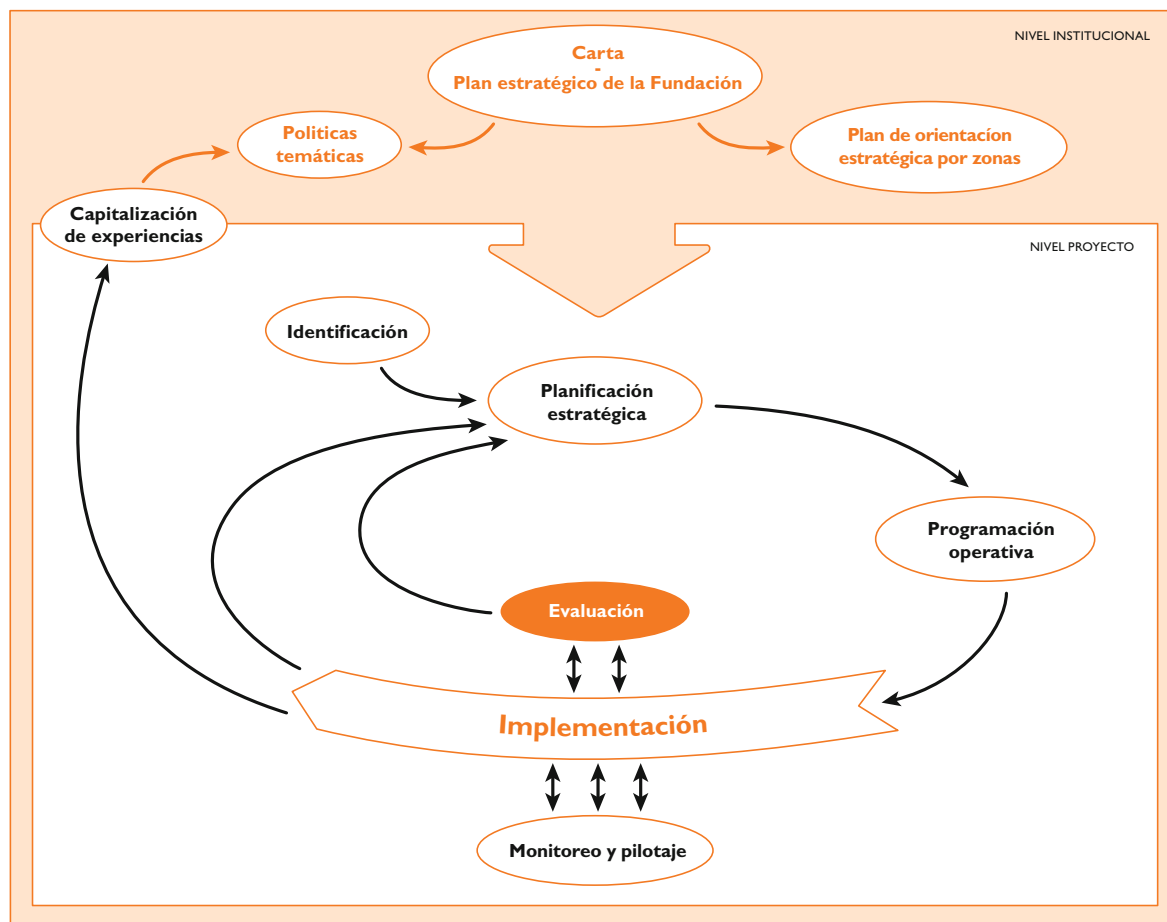 NIVEL INSTITUCIONAL
Carta
-
Plan estratégico de la Fundación
Politicas
temáticas
Plan de orientacíon
estratégica por zonas
Capitalización
de experiencias
NIVEL PROYECTO
Identificación
Planificación
estratégica
Programación
operativa
Evaluación
Implementación
Monitoreo y pilotaje